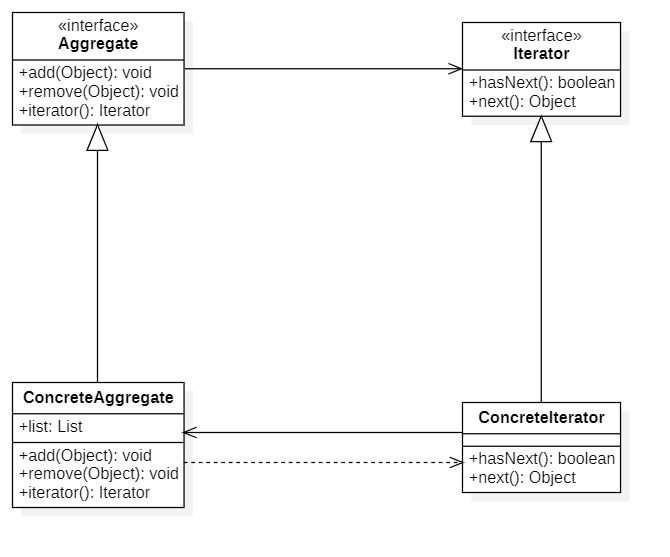 «interface»
Aggregate
+add(Object): void
+remove(Object): void
+iterator(): Iterator
«interface»
Iterator
+hasNext(): boolean
+next(): Object
ConcreteAggregate
+list: List
+add(Object): void
+remove(Object): void
+iterator(): Iterator
ConcreteIterator
+hasNext(): boolean
+next(): Object